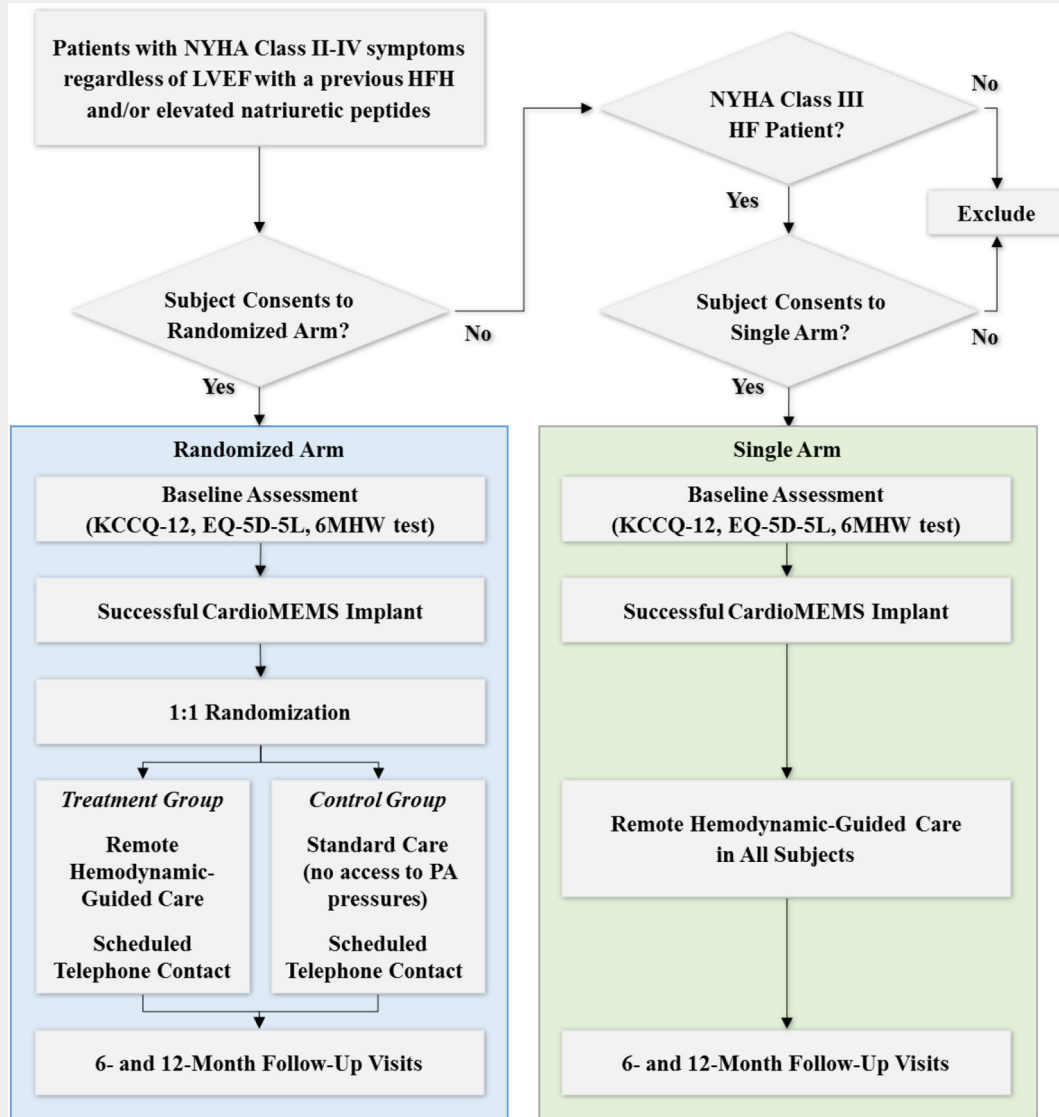 Patients with NYHA Class II-IV symptoms
regardless of LVEF with a previous HFH
and/or elevated natriuretic peptides
Subject Consents to
Randomized Arm?
No
Yes
NYHA Class III
HF Patient?
No
Yes
Exclude
Subject Consents to
Single Arm?
No
Yes
Randomized Arm
Baseline Assessment
(KCCQ-12, EQ-5D-5L, 6MHW test)
Successful CardioMEMS Implant
1:1 Randomization
Treatment Group
Remote
Hemodynamic-
Guided Care
Scheduled
Telephone Contact
Control Group
Standard Care
(no access to PA
pressures)
Scheduled
Telephone Contact
6- and 12-Month Follow-Up Visits
Single Arm
Baseline Assessment
(KCCQ-12, EQ-5D-5L, 6MHW test)
Successful CardioMEMS Implant
Remote Hemodynamic-Guided Care
in All Subjects
6- and 12-Month Follow-Up Visits